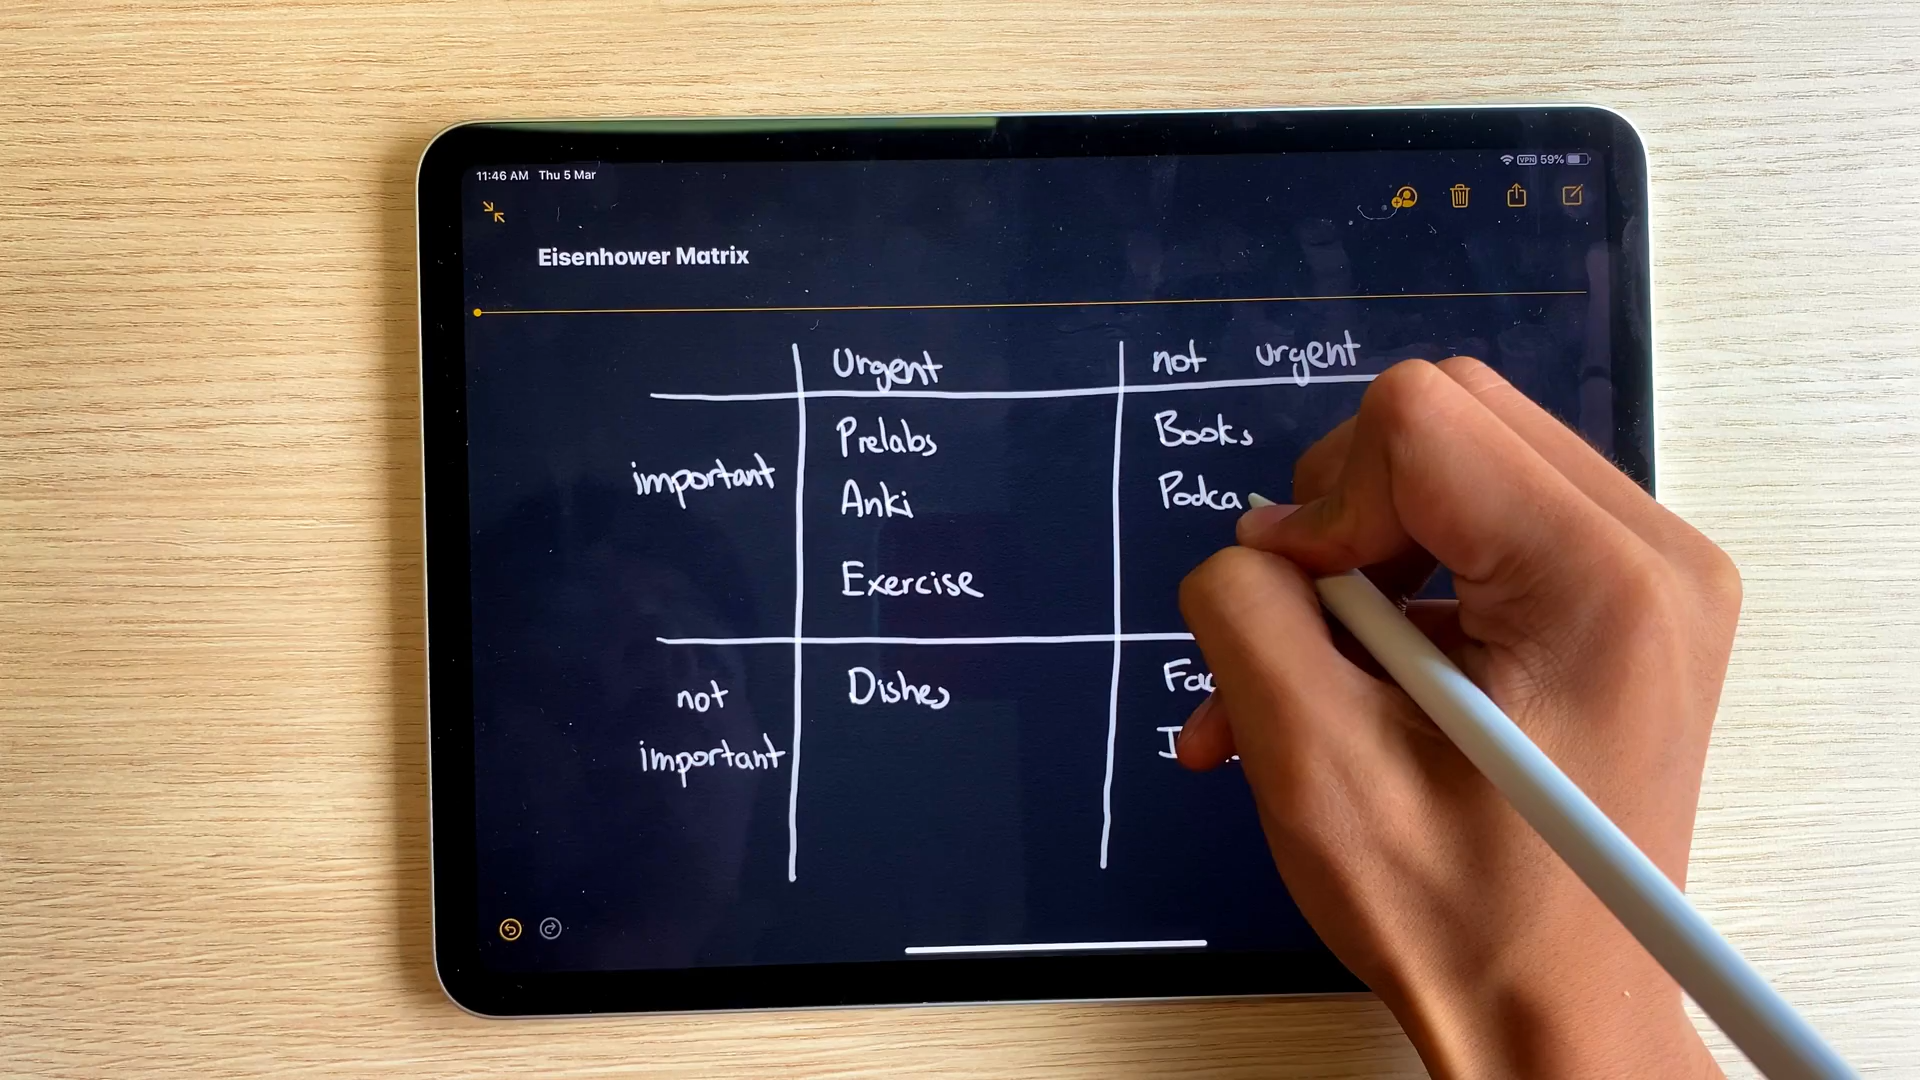 11:46 AM Thu 5 Mar
VPN 59%
Eisenhower Matrix
Urgent not urgent
Prelabs Books
important
Anki Podca
Exercise
not Dishes
important